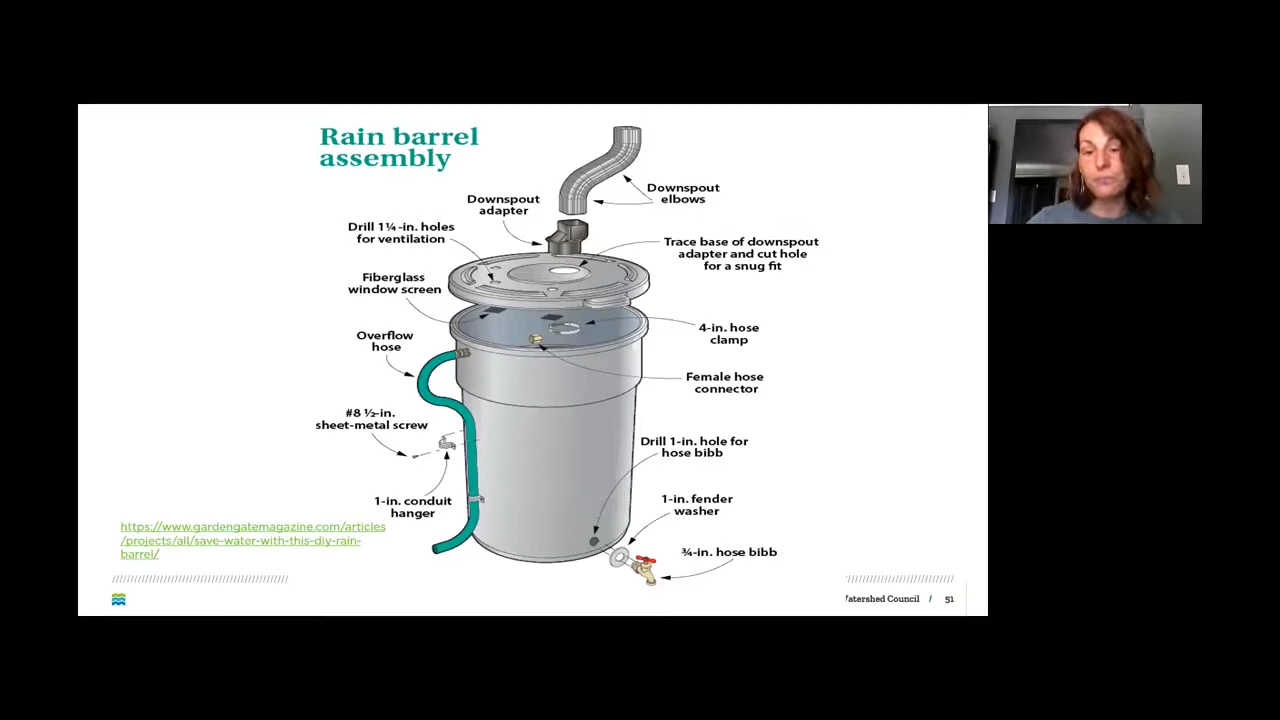 Rain barrel
assembly
Downspout
elbows
Downspout
adapter
Drill 1¼-in. holes
for ventilation
Trace base of downspout
adapter and cut hole
for a snug fit
Fiberglass
window screen
4-in. hose
clamp
Overflow
hose
Female hose
connector
#8 ½-in.
sheet-metal screw
Drill 1-in. hole for
hose bibb
1-in. conduit
hanger
1-in. fender
washer
https://www.gardengatemagazine.com/articles
/projects/all/save-water-with-this-diy-rain-
barrel/
¾-in. hose bibb
Watershed Council / 51